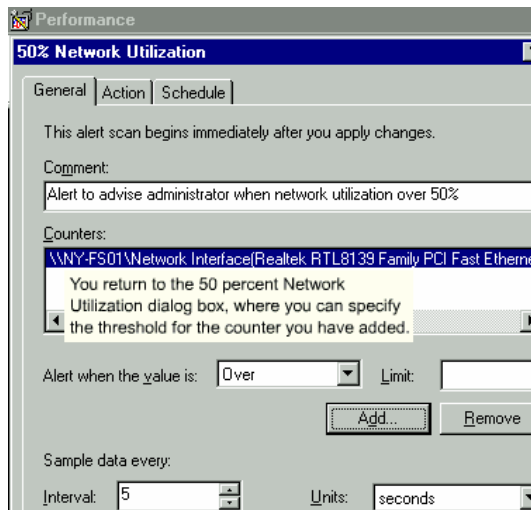 Performance
50% Network Utilization
General Action Schedule
This alert scan begins immediately after you apply changes.
Comment:
Alert to advise administrator when network utilization over 50%
Counters:
\\NY-FS01\Network Interface(Realtek RTL8139 Family PCI Fast Etherne
You return to the 50 percent Network
Utilization dialog box, where you can specify
the threshold for the counter you have added.
Alert when the value is: Over Limit:
Add... Remove
Sample data every:
Interval: 5 Units: seconds